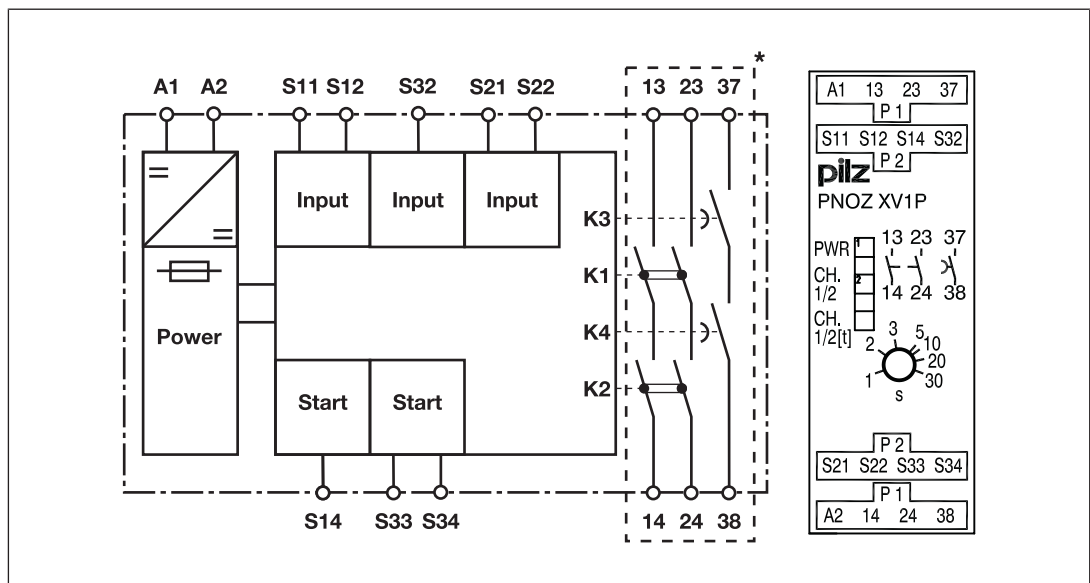 A1 A2 S11 S12 S32 S21 S22 13 23 37 *
Input Input Input
K3
K1
K4
K2
Power
Start Start
S14 S33 S34 14 24 38
A1 13 23 37
P 1
S11 S12 S14 S32
P 2
pilz
PNOZ XV1P
PWR 1 13 23 37
CH. 2
1/2 14 24 38
CH.
1/2[t]
1 2 3 5 10 20 30
s
P 2
S21 S22 S33 S34
P 1
A2 14 24 38